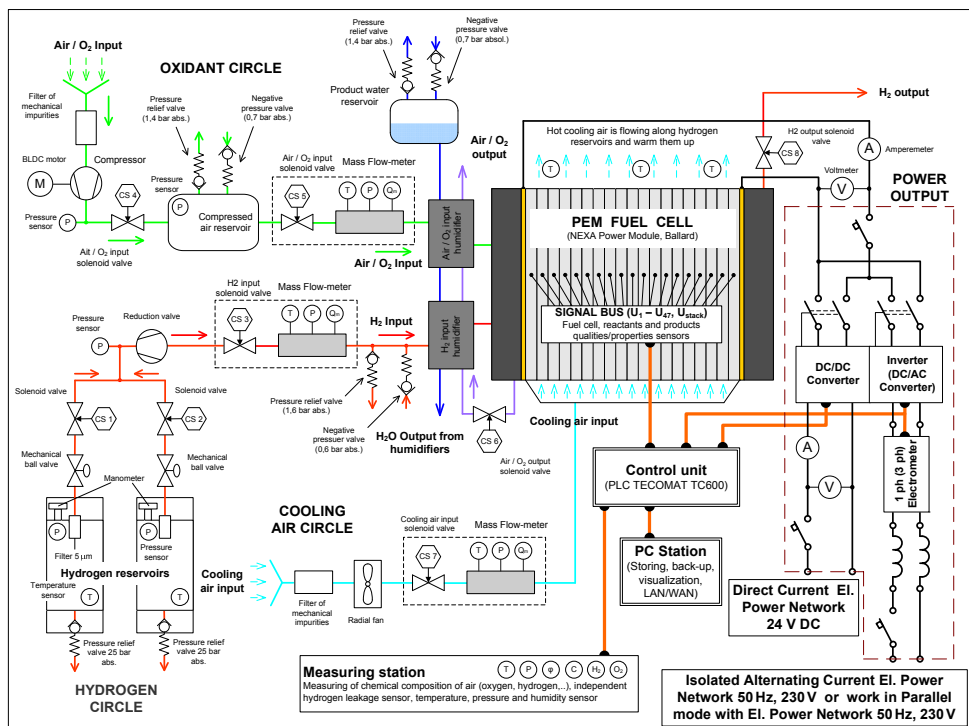 Air / O2 Input
OXIDANT CIRCLE
Filter of
mechanical
impurities
Pressure
relief valve
(1,4 bar abs.)
Negative
pressure valve
(0,7 bar abs.)
BLDC motor
Compressor
M
Pressure
sensor
P
CS 4
Pressure
sensor
P
Compressed
air reservoir
Ait / O2 input
solenoid valve
Air / O2 input
solenoid valve
CS 5
Mass Flow-meter
T
P
Qm
Air / O2 Input
Pressure
relief valve
(1,4 bar abs.)
Negative
pressure valve
(0,7 bar absol.)
Product water
reservoir
Air / O2
output
Air / O2 input
humidifier
H2 input
humidifier
Hot cooling air is flowing along hydrogen
reservoirs and warm them up
T
T
T
PEM FUEL CELL
(NEXA Power Module, Ballard)
SIGNAL BUS (U1 – U47, Ustack)
Fuel cell, reactants and products
qualities/properties sensors
Cooling air input
H2 output
H2 output solenoid
valve
CS 8
A
Amperemeter
Voltmeter
V
POWER
OUTPUT
DC/DC
Converter
Inverter
(DC/AC
Converter)
A
V
1 ph (3 ph)
Electrometer
Direct Current El.
Power Network
24 V DC
Isolated Alternating Current El. Power
Network 50 Hz, 230 V or work in Parallel
mode with El. Power Network 50 Hz, 230 V
Pressure
sensor
P
Reduction valve
H2 input
solenoid valve
CS 3
Mass Flow-meter
T
P
Qm
H2 Input
Pressure relief valve
(1,6 bar abs.)
Negative
pressuer valve
(0,6 bar abs.)
H2O Output from
humidifiers
CS 6
Air / O2 output
solenoid valve
Solenoid valve
Solenoid valve
CS 1
CS 2
Mechanical
ball valve
Mechanical
ball valve
Manometer
P
P
Filter 5 µm
Pressure
sensor
Hydrogen reservoirs
Temperature
sensor
T
T
Pressure relief
valve 25 bar
abs.
Pressure relief
valve 25 bar
abs.
HYDROGEN
CIRCLE
COOLING
AIR CIRCLE
Cooling
air input
Filter of
mechanical
impurities
Radial fan
Cooling air input
solenoid valve
CS 7
Mass Flow-meter
T
P
Qm
Control unit
(PLC TECOMAT TC600)
PC Station
(Storing, back-up,
visualization,
LAN/WAN)
Measuring station
T
P
φ
C
H2
O2
Measuring of chemical composition of air (oxygen, hydrogen,..), independent
hydrogen leakage sensor, temperature, pressure and humidity sensor